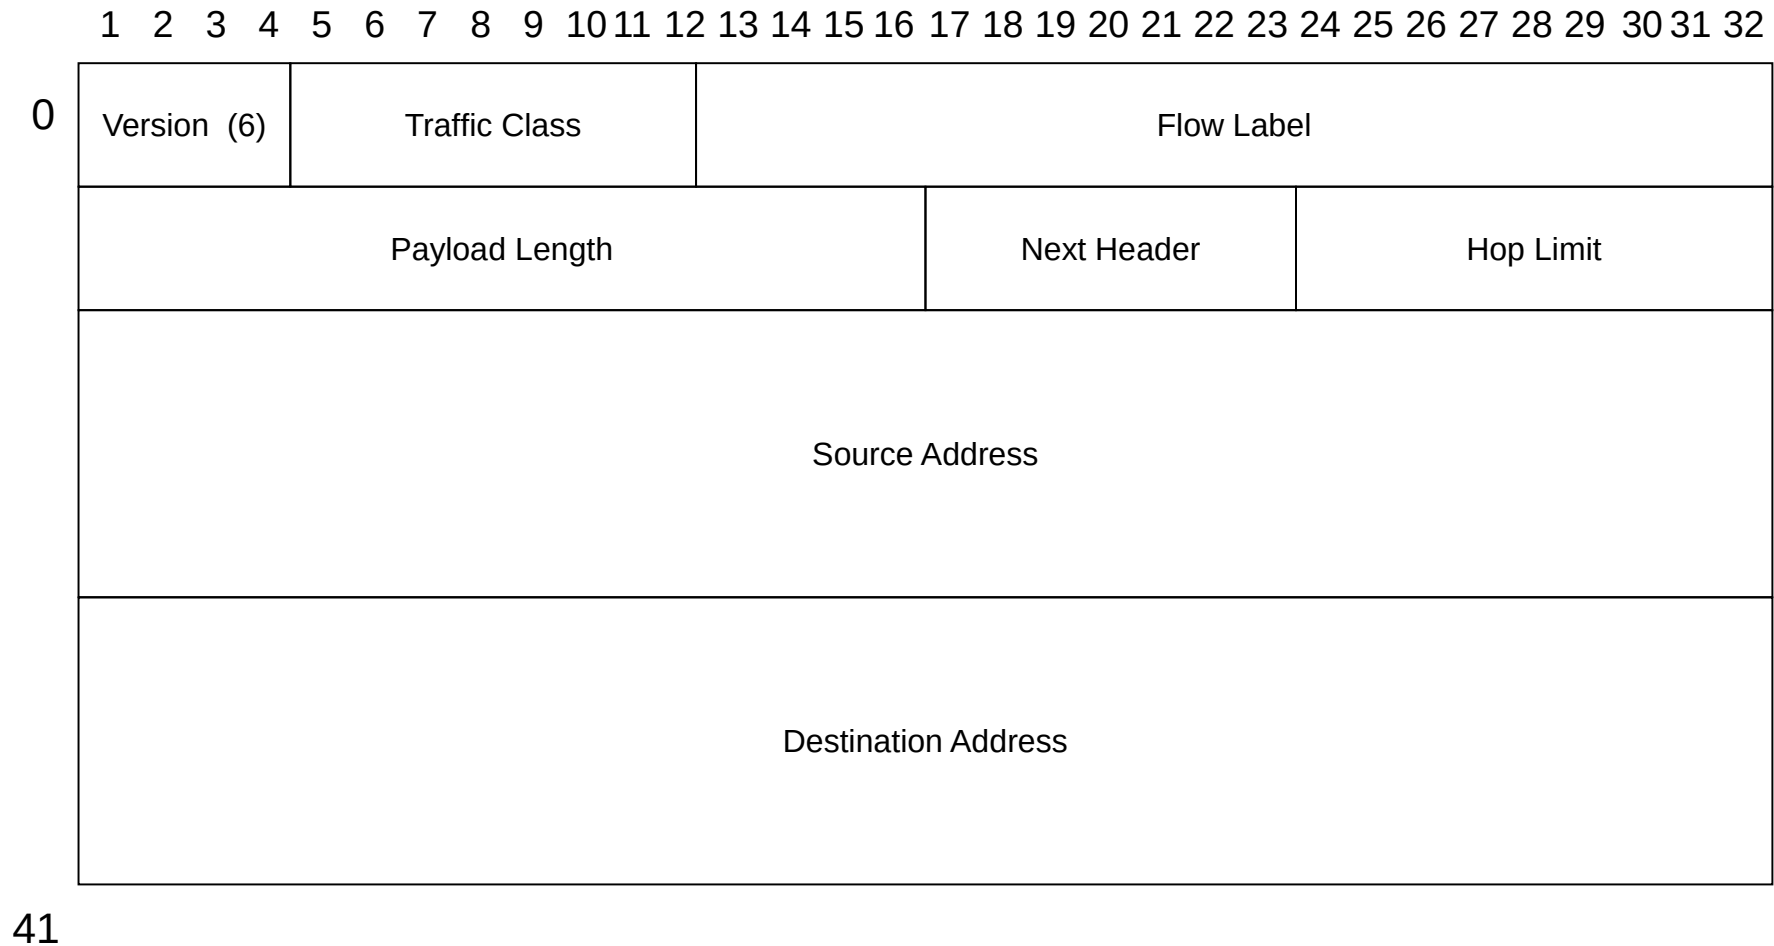 1 2 3 4 5 6 7 8 9 10 11 12 13 14 15 16 17 18 19 20 21 22 23 24 25 26 27 28 29 30 31 32
0 Version (6) Traffic Class Flow Label
Payload Length Next Header Hop Limit
Source Address
Destination Address
41